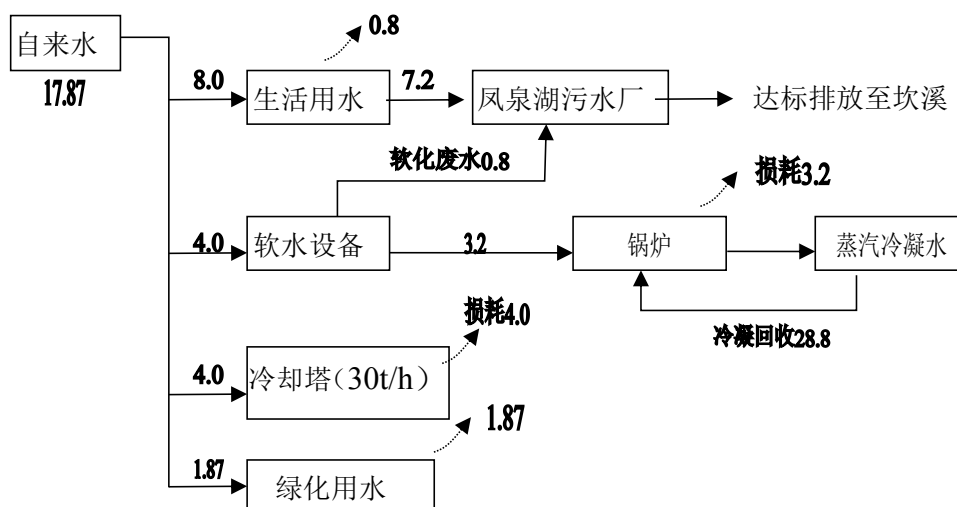 0.8
自来水
17.87
8.0
生活用水
7.2
凤泉湖污水厂
达标排放至坎溪
软化废水0.8
损耗3.2
4.0
软水设备
3.2
锅炉
蒸汽冷凝水
冷凝回收28.8
损耗4.0
4.0
冷却塔（30t/h）
1.87
1.87
绿化用水